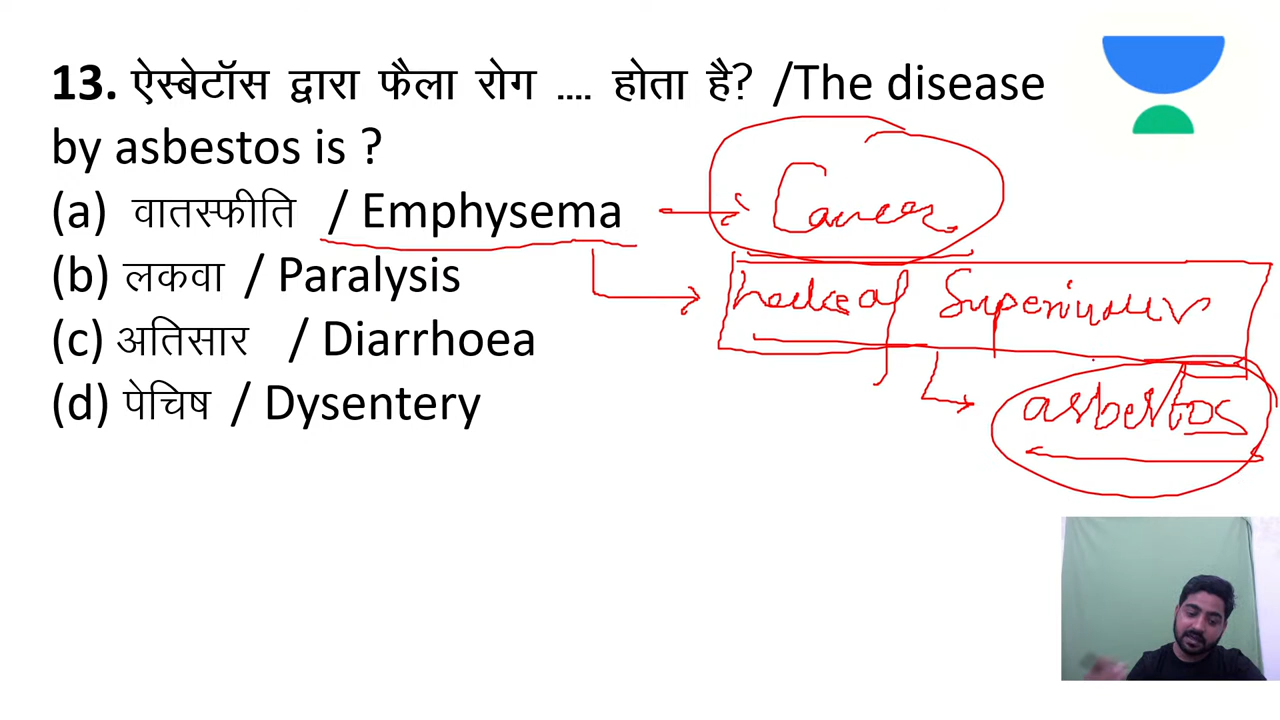 13. ऐस्बेटॉस द्वारा फैला रोग .... होता है? /The disease
by asbestos is ?
(a) वातस्फीति / Emphysema
Cancer
(b) लकवा / Paralysis
(c) अतिसार / Diarrhoea
asbestos
(d) पेचिष / Dysentery